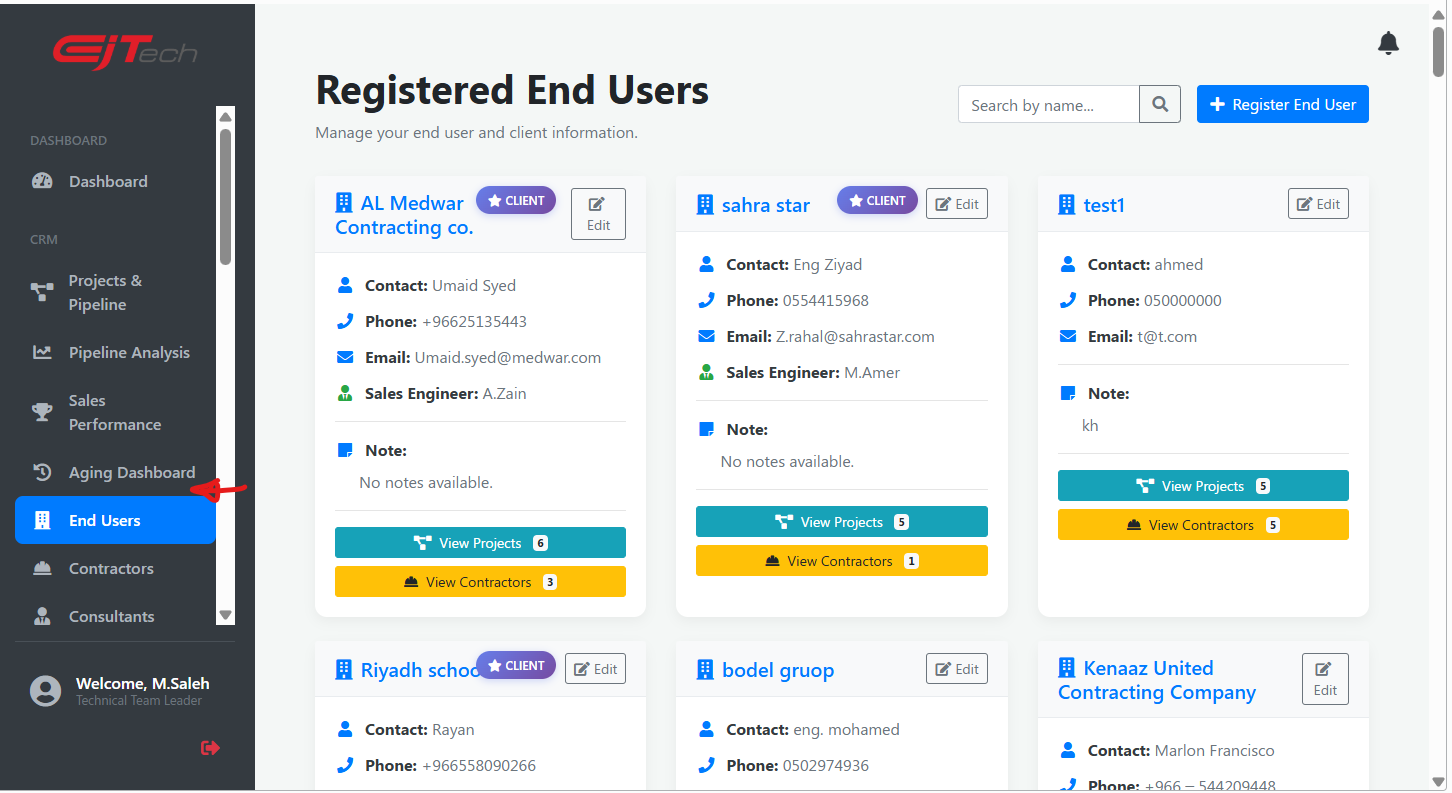 EJTech
DASHBOARD
Dashboard
CRM
Projects &
Pipeline
Pipeline Analysis
Sales
Performance
Aging Dashboard
End Users
Contractors
Consultants
Welcome, M.Saleh
Technical Team Leader
Registered End Users
Manage your end user and client information.
Search by name...
Register End User
AL Medwar
Contracting co.
CLIENT
Edit
Contact: Umaid Syed
Phone: +96625135443
Email: Umaid.syed@medwar.com
Sales Engineer: A.Zain
Note:
No notes available.
View Projects 6
View Contractors 3
sahra star
CLIENT
Edit
Contact: Eng Ziyad
Phone: 0554415968
Email: Z.rahal@sahrastar.com
Sales Engineer: M.Amer
Note:
No notes available.
View Projects 5
View Contractors 1
test1
Edit
Contact: ahmed
Phone: 050000000
Email: t@t.com
Note:
kh
View Projects 5
View Contractors 5
Riyadh schoo
CLIENT
Edit
Contact: Rayan
Phone: +966558090266
bodel gruop
Edit
Contact: eng. mohamed
Phone: 0502974936
Kenaaz United
Contracting Company
Edit
Contact: Marlon Francisco
Phone: +966 – 544209448